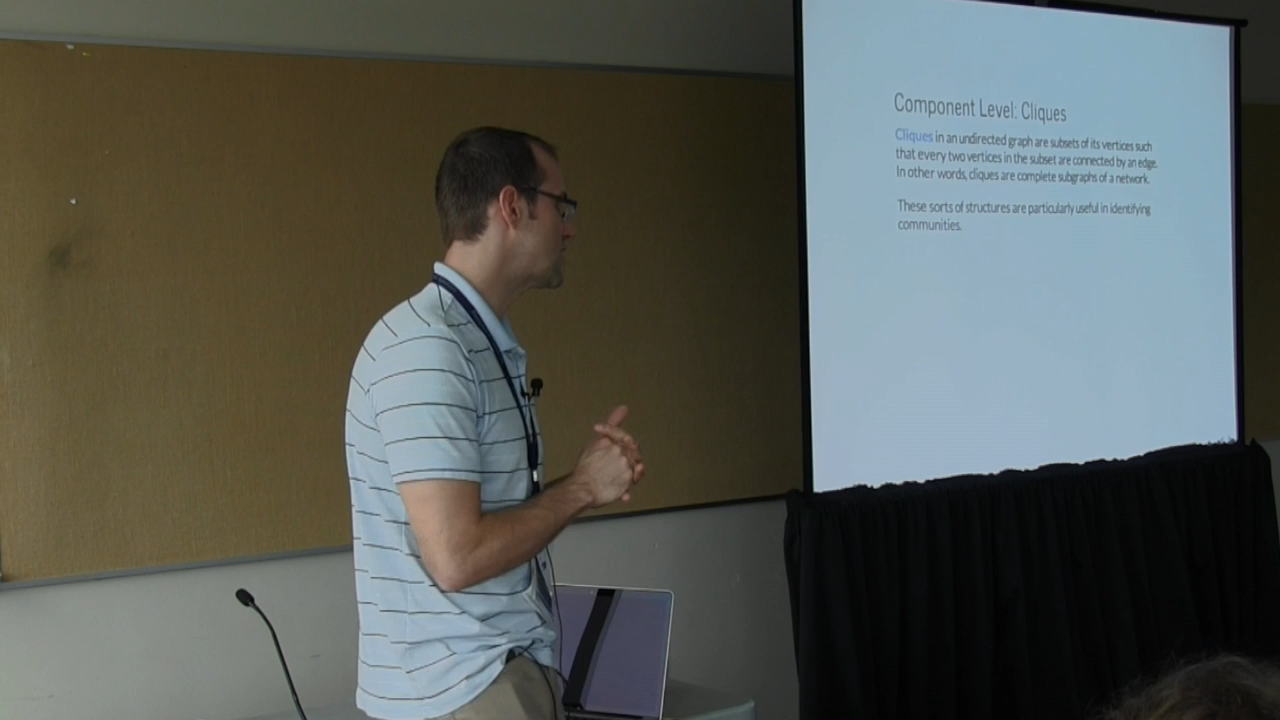 Component Level: Cliques
Cliques in an undirected graph are subsets of its vertices such
that every two vertices in the subset are connected by an edge.
In other words, cliques are complete subgraphs of a network.
These sorts of structures are particularly useful in identifying
communities.